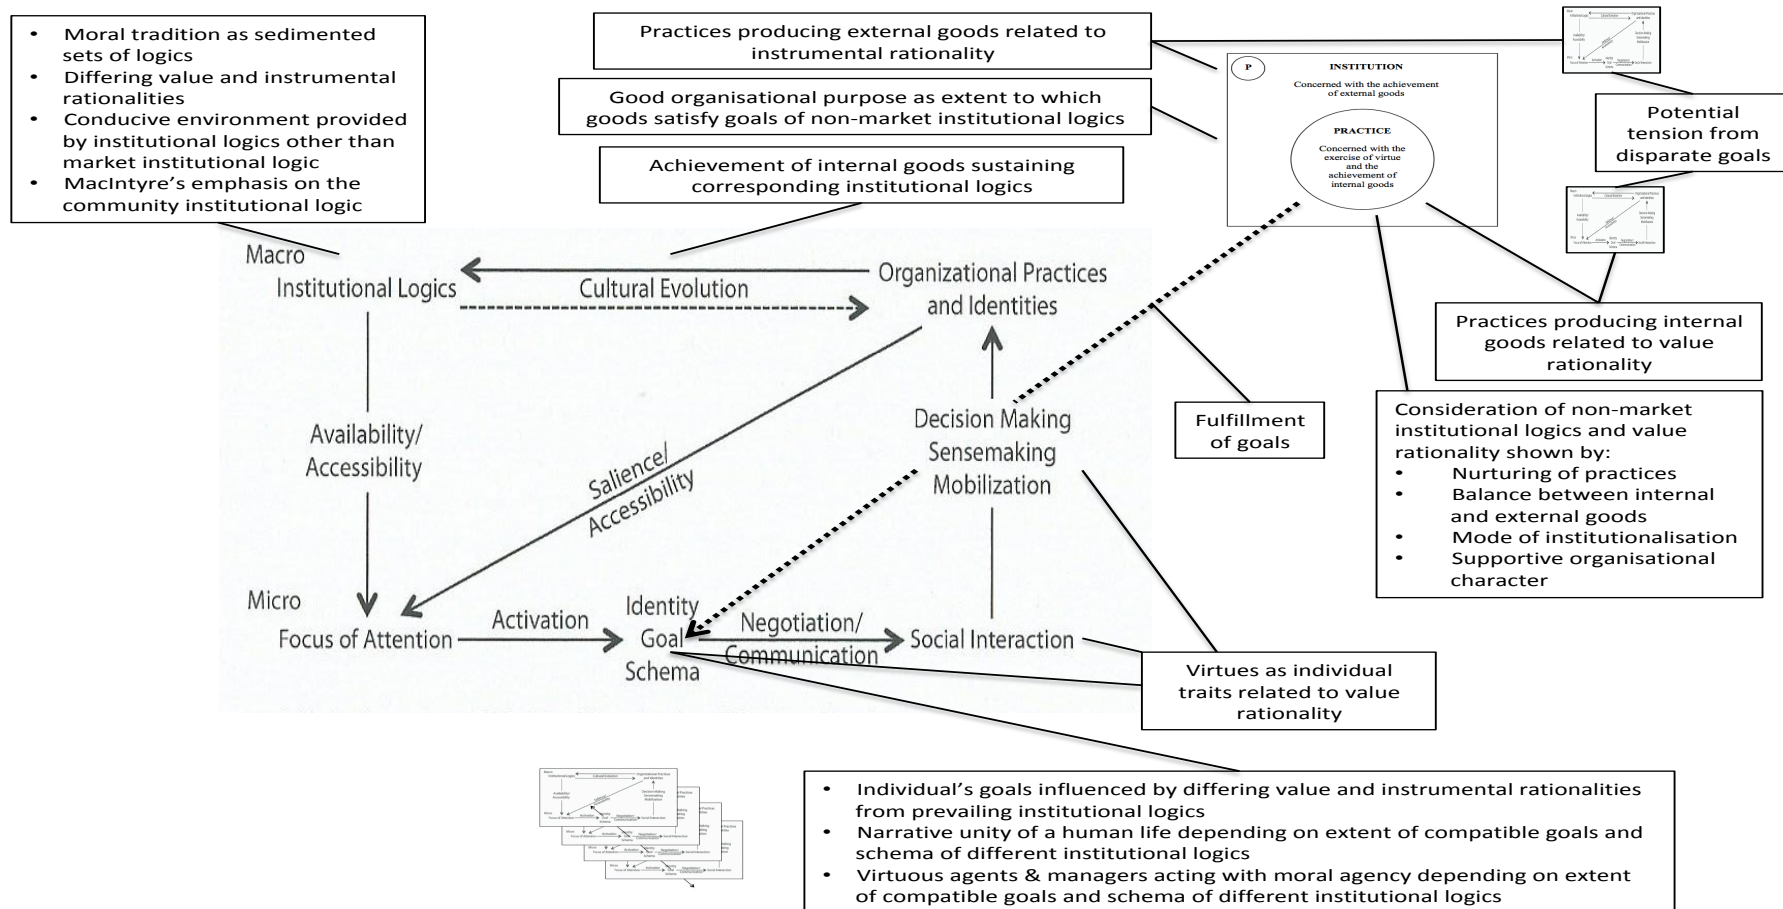 • Moral tradition as sedimented
sets of logics
• Differing value and instrumental
rationalities
• Conducive environment provided
by institutional logics other than
market institutional logic
• MacIntyre's emphasis on the
community institutional logic
Practices producing external goods related to
instrumental rationality
Good organisational purpose as extent to which
goods satisfy goals of non-market institutional logics
Achievement of internal goods sustaining
corresponding institutional logics
P
INSTITUTION
Concerned with the achievement
of external goods
PRACTICE
Concerned with the
exercise of virtue
and the
achievement of
internal goods
Potential
tension from
disparate goals
Practices producing internal
goods related to value
rationality
Macro
Institutional Logics
Cultural Evolution
Organizational Practices
and Identities
Availability/
Accessibility
Salience/
Accessibility
Decision Making
Sensemaking
Mobilization
Fulfillment
of goals
Consideration of non-market
institutional logics and value
rationality shown by:
• Nurturing of practices
• Balance between internal
and external goods
• Mode of institutionalisation
• Supportive organisational
character
Micro
Focus of Attention
Activation
Identity
Goal
Schema
Negotiation/
Communication
Social Interaction
Virtues as individual
traits related to value
rationality
• Individual's goals influenced by differing value and instrumental rationalities
from prevailing institutional logics
• Narrative unity of a human life depending on extent of compatible goals and
schema of different institutional logics
• Virtuous agents & managers acting with moral agency depending on extent
of compatible goals and schema of different institutional logics